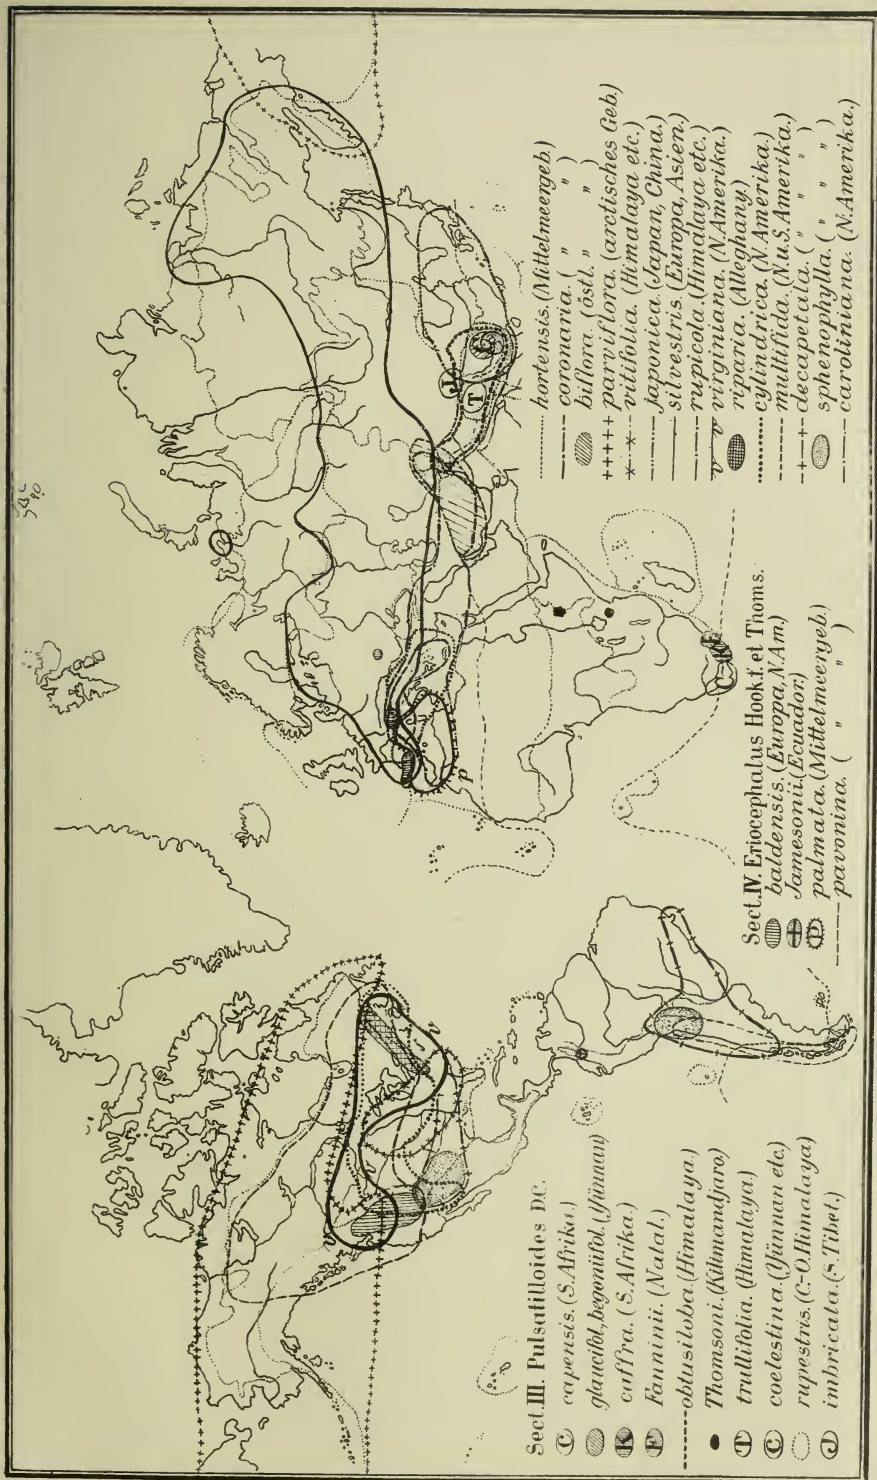 Sect.III. Pulsatilloides DC.
C capensis.(S.Afrika.)
glaucifol., begoniifol.(Yünnan)
K caffra.(S.Afrika.)
F Fanninii.(Natal.)
obtusiloba.(Himalaya.)
Thomsoni.(Kilimandjaro)
T trullifolia.(Himalaya.)
C coelestina.(Yünnan etc.)
rupestris.(C-O.Himalaya)
J imbricata.(S.Tibet.)
Sect.IV. Eriocephalus Hook.f. et Thoms.
baldensis.(Europa, N.Am.)
Jamesonii.(Ecuador.)
P palmata.(Mittelmeergeb.)
pavonina. ( " " )
hortensis.(Mittelmeergeb.)
coronaria. ( " " )
biflora. (östl. " " )
parviflora.(arctisches Geb.)
vitifolia.(Himalaya etc.)
japonica.(Japan, China.)
silvestris.(Europa, Asien.)
rupicola.(Himalaya etc.)
v v virginiana.(N.Amerika.)
riparia.(Alleghany.)
cylindrica.(N.Amerika.)
multifida.(N.u.S.Amerika.)
decapetala. ( " " " )
sphenophylla. ( " " " )
caroliniana. (N.Amerika.)
J
T
C
P
C
K
F
v
v
v